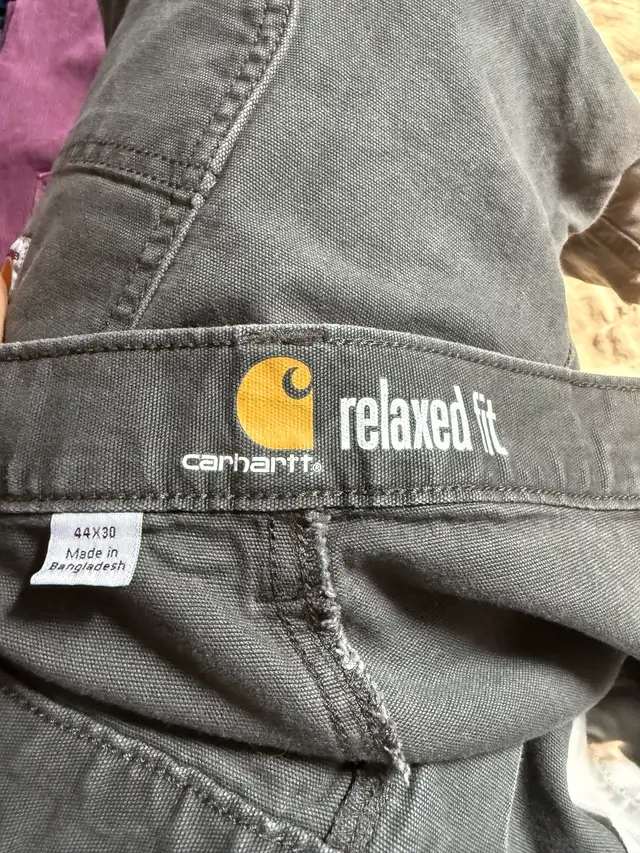 carhartt®
relaxed fit
44X30
Made in
Bangladesh